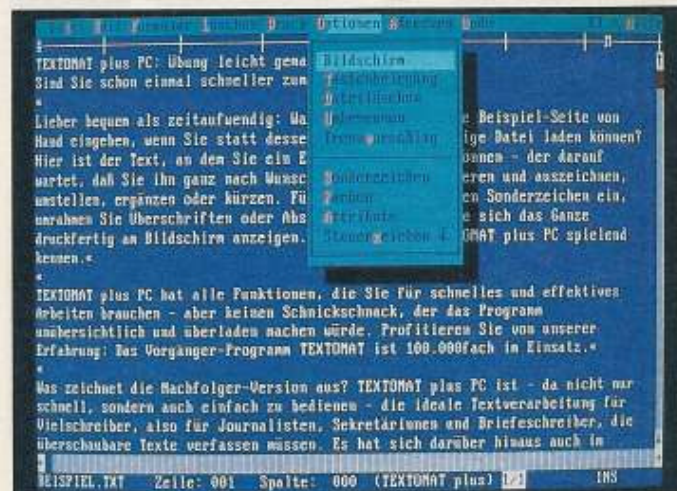 Optionen
TEXTOMAT plus PC: Übung leicht gema
Sind Sie schon einmal schneller zum
«
Lieber bequem als zeitaufwendig: Wa e Beispiel-Seite von
Hand eingeben, wenn Sie statt desse ige Datei laden können?
Hier ist der Text, an dem Sie ein E önnen - der darauf
wartet, daß Sie ihn ganz nach Wunsc eren und auszeichnen,
umstellen, ergänzen oder kürzen. Fü en Sonderzeichen ein,
umrahmen Sie Überschriften oder Abs e sich das Ganze
druckfertig am Bildschirm anzeigen. OMAT plus PC spielend
kennen.«
«
TEXTOMAT plus PC hat alle Funktionen, die Sie für schnelles und effektives
Arbeiten brauchen - aber keinen Schnickschnack, der das Programm
unübersichtlich und überladen machen würde. Profitieren Sie von unserer
Erfahrung: Das Vorgänger-Programm TEXTOMAT ist 100.000fach im Einsatz.«
«
Was zeichnet die Nachfolger-Version aus? TEXTOMAT plus PC ist - da nicht nur
schnell, sondern auch einfach zu bedienen - die ideale Textverarbeitung für
Vielschreiber, also für Journalisten, Sekretärinnen und Briefeschreiber, die
überschaubare Texte verfassen müssen. Es hat sich darüber hinaus auch im
Bildschirm
Tastenbelegung
Umbenennen
Trennvorschlag
Sonderzeichen
Farben
Attribute
Steuerzeichen
BEISPIEL.TXT Zeile: 001 Spalte: 000 (TEXTOMAT plus) INS